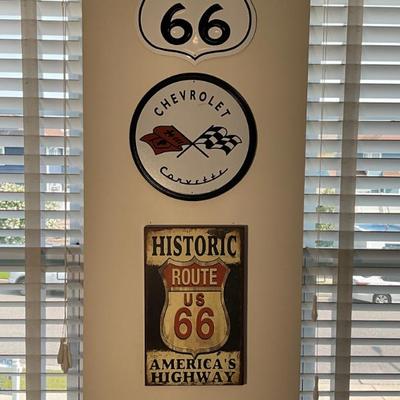 66
CHEVROLET
Corvette
HISTORIC
ROUTE
US
66
AMERICA'S
HIGHWAY